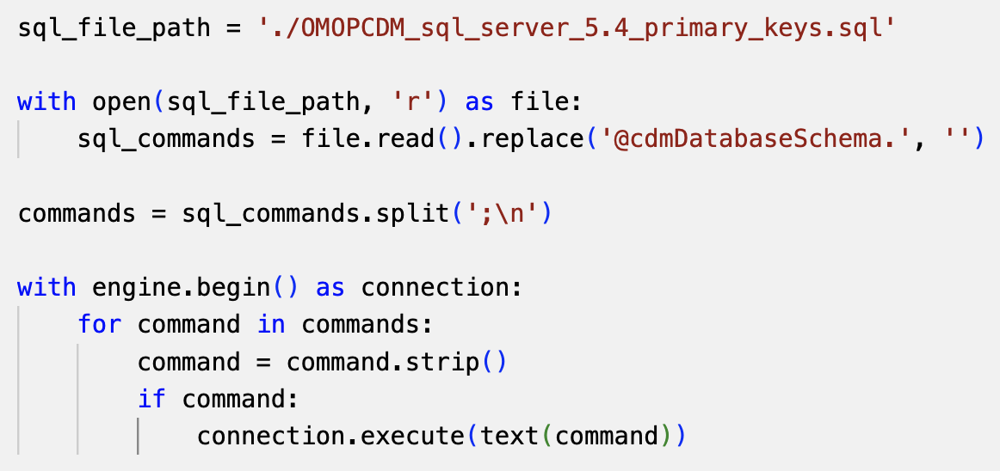 sql_file_path = './OMOPCDM_sql_server_5.4_primary_keys.sql'

with open(sql_file_path, 'r') as file:
    sql_commands = file.read().replace('@cdmDatabaseSchema.', '')

commands = sql_commands.split(';\n')

with engine.begin() as connection:
    for command in commands:
        command = command.strip()
        if command:
            connection.execute(text(command))